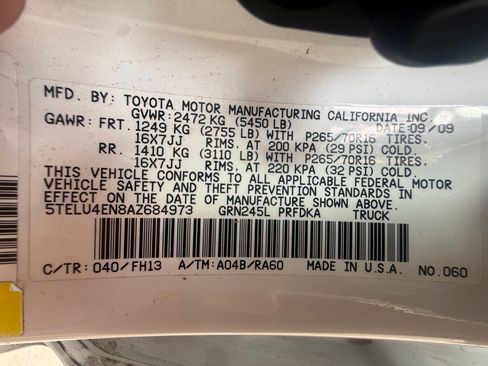 MFD. BY: TOYOTA MOTOR MANUFACTURING CALIFORNIA INC.
GVWR: 2472 KG (5450 LB) DATE: 09/09
GAWR: FRT. 1249 KG (2755 LB) WITH P265/70R16 TIRES.
16X7JJ RIMS. AT 200 KPA (29 PSI) COLD.
RR. 1410 KG (3110 LB) WITH P265/70R16 TIRES.
16X7JJ RIMS. AT 220 KPA (32 PSI) COLD.
THIS VEHICLE CONFORMS TO ALL APPLICABLE FEDERAL MOTOR
VEHICLE SAFETY AND THEFT PREVENTION STANDARDS IN
EFFECT ON THE DATE OF MANUFACTURE SHOWN ABOVE.
5TELU4EN8AZ684973 GRN245L PRFDKA TRUCK
C/TR: 040/FH13 A/TM: A04B/RA60 MADE IN U.S.A. NO.060